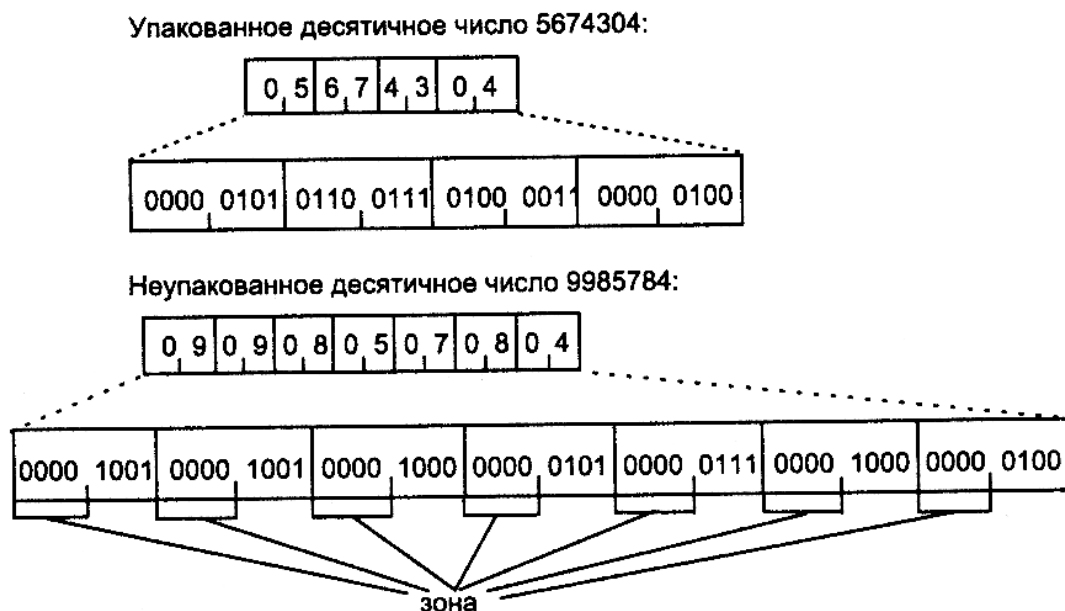 Упакованное десятичное число 5674304:
0 5 6 7 4 3 0 4
0000 0101 0110 0111 0100 0011 0000 0100
Неупакованное десятичное число 9985784:
0 9 0 9 0 8 0 5 0 7 0 8 0 4
0000 1001 0000 1001 0000 1000 0000 0101 0000 0111 0000 1000 0000 0100
зона